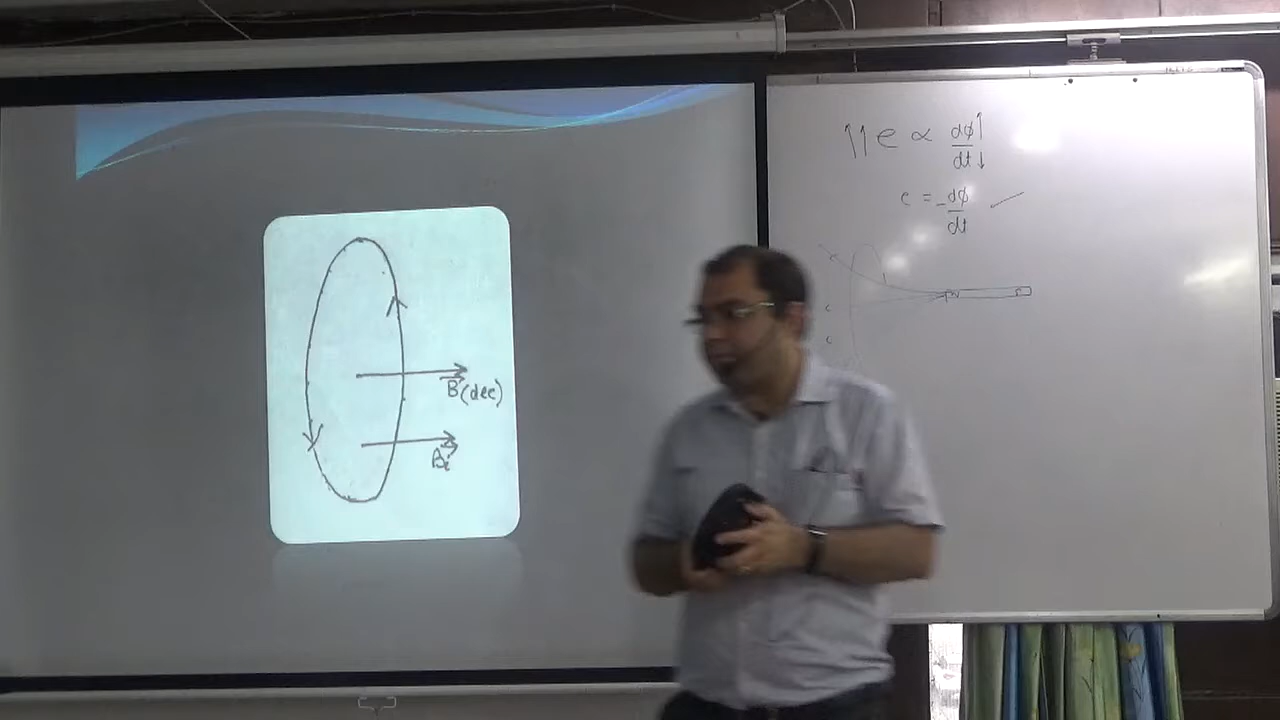 B⃗ (dec)
B⃗i
↑↑ e ∝ dϕ↑/dt↓
e = -dϕ/dt ✓